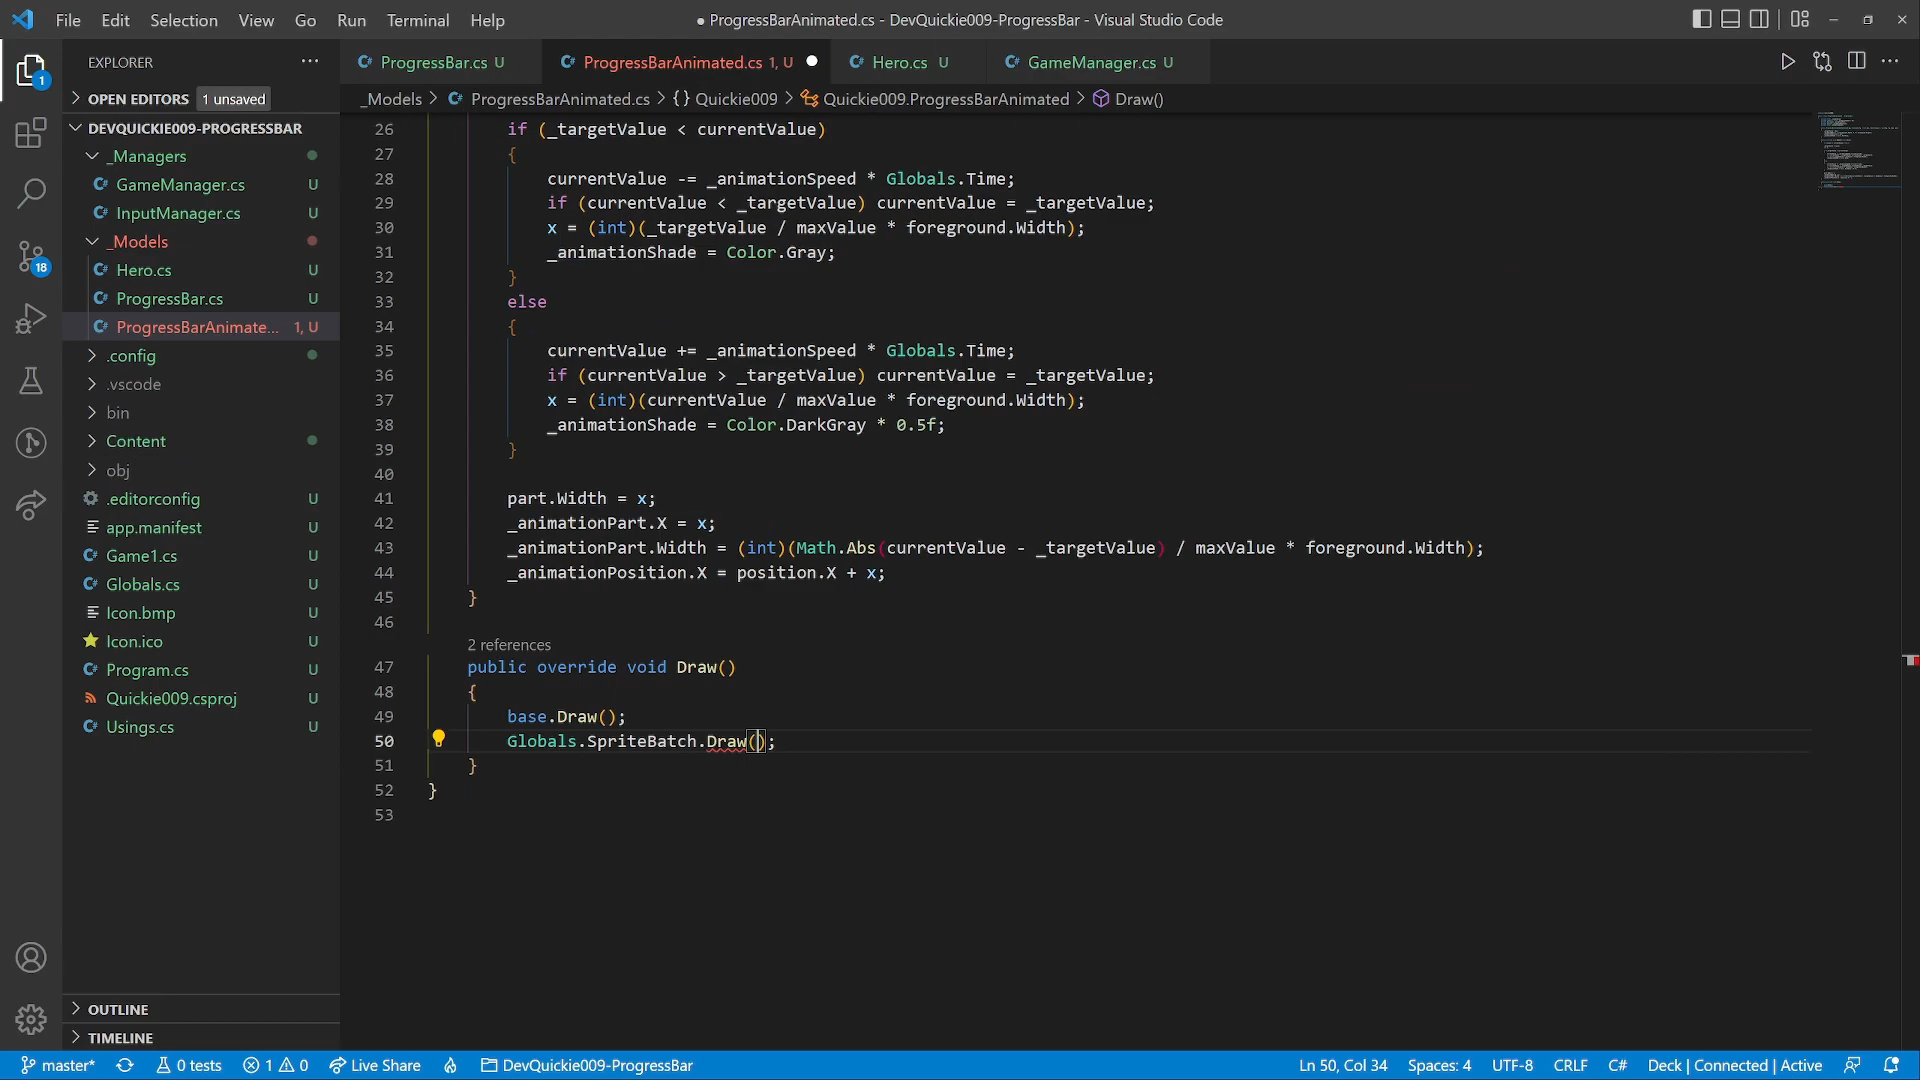 File Edit Selection View Go Run Terminal Help
● ProgressBarAnimated.cs - DevQuickie009-ProgressBar - Visual Studio Code
EXPLORER
OPEN EDITORS 1 unsaved
DEVQUICKIE009-PROGRESSBAR
_Managers
C# GameManager.cs U
C# InputManager.cs U
_Models
C# Hero.cs U
C# ProgressBar.cs U
C# ProgressBarAnimate... 1, U
.config
.vscode
bin
Content
obj
.editorconfig U
app.manifest U
C# Game1.cs U
C# Globals.cs U
Icon.bmp U
Icon.ico U
C# Program.cs U
Quickie009.csproj U
C# Usings.cs U
OUTLINE
TIMELINE
1
18
C# ProgressBar.cs U
C# ProgressBarAnimated.cs 1, U
C# Hero.cs U
C# GameManager.cs U
_Models > C# ProgressBarAnimated.cs > {} Quickie009 > Quickie009.ProgressBarAnimated > Draw()
26 if (_targetValue < currentValue)
27 {
28 currentValue -= _animationSpeed * Globals.Time;
29 if (currentValue < _targetValue) currentValue = _targetValue;
30 x = (int)(_targetValue / maxValue * foreground.Width);
31 _animationShade = Color.Gray;
32 }
33 else
34 {
35 currentValue += _animationSpeed * Globals.Time;
36 if (currentValue > _targetValue) currentValue = _targetValue;
37 x = (int)(currentValue / maxValue * foreground.Width);
38 _animationShade = Color.DarkGray * 0.5f;
39 }
40
41 part.Width = x;
42 _animationPart.X = x;
43 _animationPart.Width = (int)(Math.Abs(currentValue - _targetValue) / maxValue * foreground.Width);
44 _animationPosition.X = position.X + x;
45 }
46
2 references
47 public override void Draw()
48 {
49 base.Draw();
50 Globals.SpriteBatch.Draw();
51 }
52 }
53
master* 0 tests 1 0 Live Share DevQuickie009-ProgressBar
Ln 50, Col 34 Spaces: 4 UTF-8 CRLF C# Deck | Connected | Active